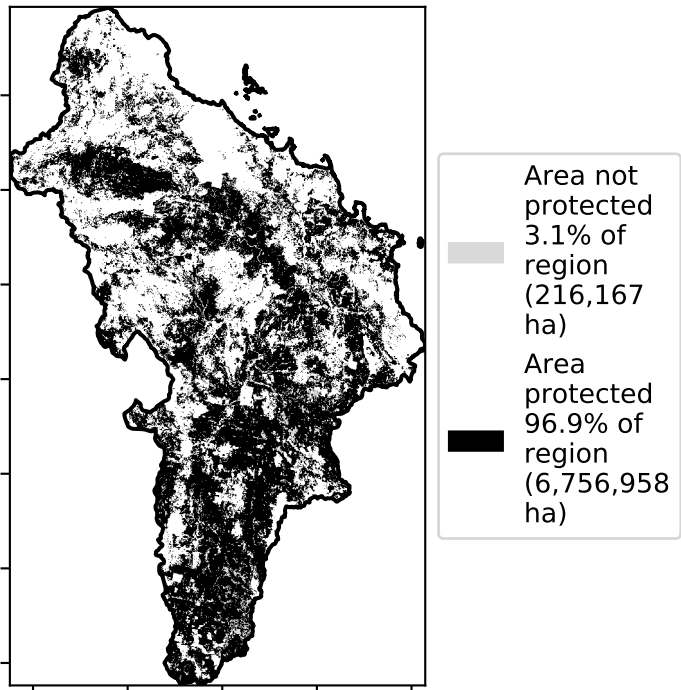 Area not
protected
3.1% of
region
(216,167
ha)
Area
protected
96.9% of
region
(6,756,958
ha)